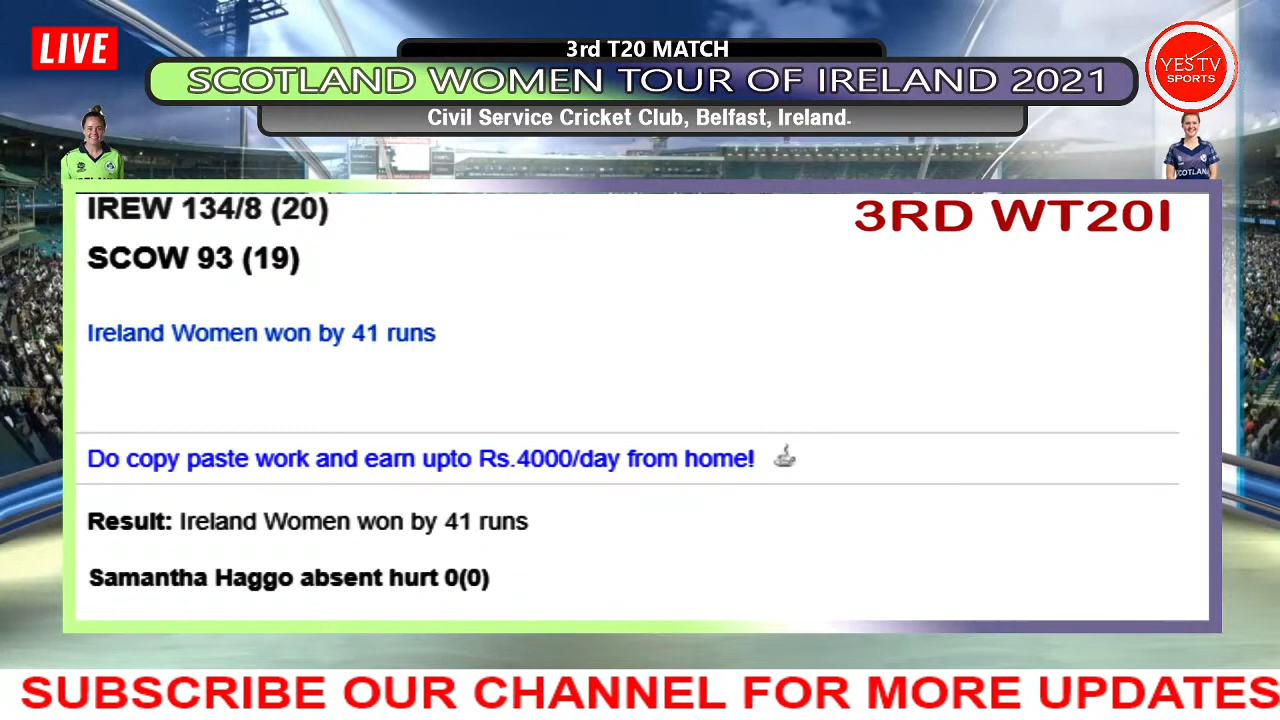 LIVE
3rd T20 MATCH
SCOTLAND WOMEN TOUR OF IRELAND 2021
YES TV
SPORTS
Civil Service Cricket Club, Belfast, Ireland.
SCOTLAND
IREW 134/8 (20)
3RD WT20I
SCOW 93 (19)
Ireland Women won by 41 runs
Do copy paste work and earn upto Rs.4000/day from home!
Result: Ireland Women won by 41 runs
Samantha Haggo absent hurt 0(0)
SUBSCRIBE OUR CHANNEL FOR MORE UPDATES